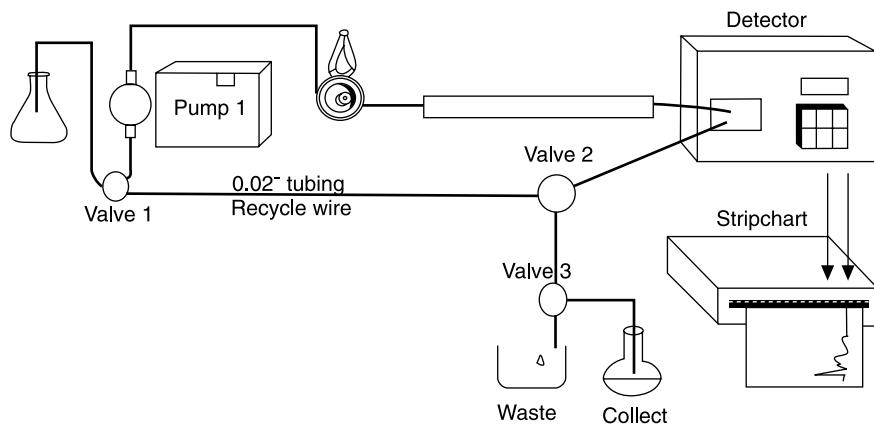 Detector
Pump 1
Valve 2
0.02⁻ tubing
Recycle wire
Valve 1
Stripchart
Valve 3
Waste
Collect